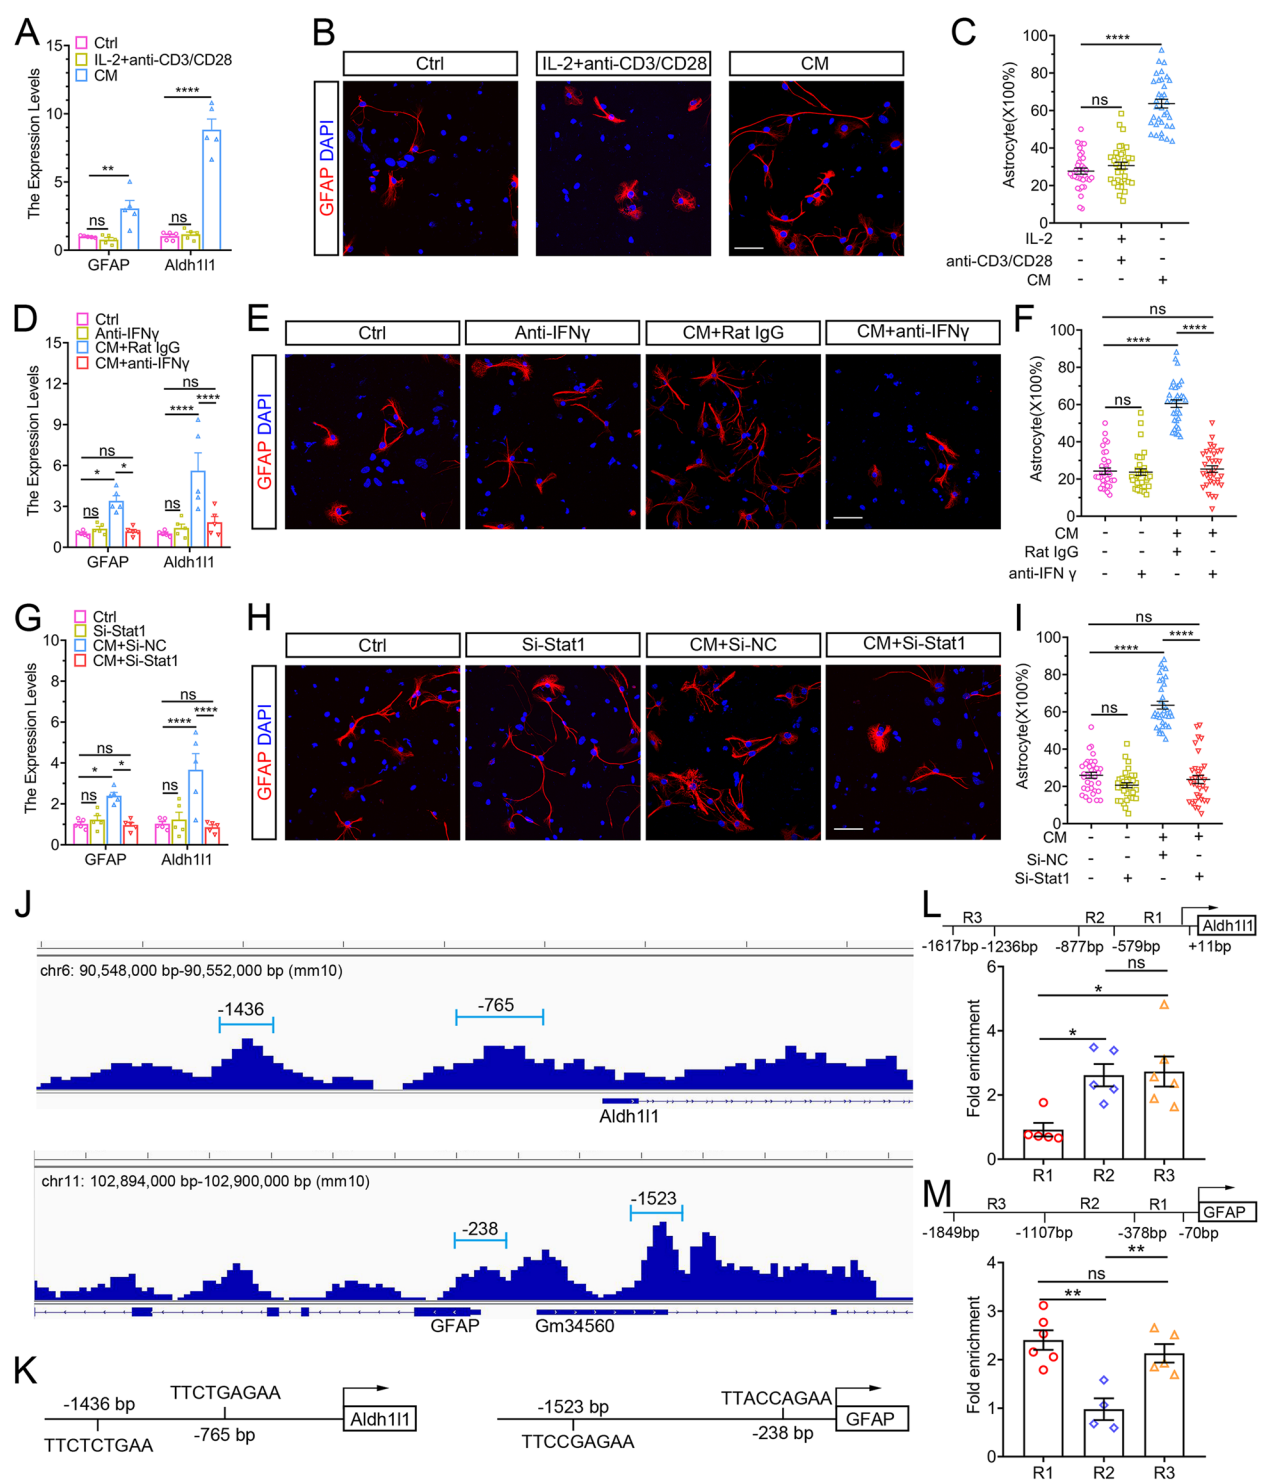 A
Ctrl
IL-2+anti-CD3/CD28
CM
The Expression Levels
15
10
5
0
ns
**
ns
****
GFAP
Aldh1l1
B
Ctrl
IL-2+anti-CD3/CD28
CM
GFAP DAPI
C
Astrocyte(X100%)
100
80
60
40
20
0
****
ns
IL-2 - + -
anti-CD3/CD28 - + -
CM - - +
D
Ctrl
Anti-IFNγ
CM+Rat IgG
CM+anti-IFNγ
The Expression Levels
15
12
9
6
3
0
ns
* *
ns
ns
**** ****
ns
GFAP
Aldh1l1
E
Ctrl
Anti-IFNγ
CM+Rat IgG
CM+anti-IFNγ
GFAP DAPI
F
Astrocyte(X100%)
100
80
60
40
20
0
ns
**** ****
ns
CM - - + +
Rat IgG - - + -
anti-IFN γ - + - +
G
Ctrl
Si-Stat1
CM+Si-NC
CM+Si-Stat1
The Expression Levels
10
8
6
4
2
0
ns
* *
ns
ns
**** ****
ns
GFAP
Aldh1l1
H
Ctrl
Si-Stat1
CM+Si-NC
CM+Si-Stat1
GFAP DAPI
I
Astrocyte(X100%)
100
80
60
40
20
0
ns
**** ****
ns
CM - - + +
Si-NC - - + -
Si-Stat1 - + - +
J
chr6: 90,548,000 bp-90,552,000 bp (mm10)
-1436
-765
Aldh1l1
chr11: 102,894,000 bp-102,900,000 bp (mm10)
-238
-1523
GFAP
Gm34560
K
-1436 bp
TTCTCTGAA
TTCTGAGAA
-765 bp
Aldh1l1
-1523 bp
TTCCGAGAA
TTACCAGAA
-238 bp
GFAP
L
R3 R2 R1
Aldh1l1
-1617bp -1236bp -877bp -579bp +11bp
Fold enrichment
6
4
2
0
ns
*
*
R1 R2 R3
M
R3 R2 R1
GFAP
-1849bp -1107bp -378bp -70bp
Fold enrichment
4
3
2
1
0
**
ns
**
R1 R2 R3